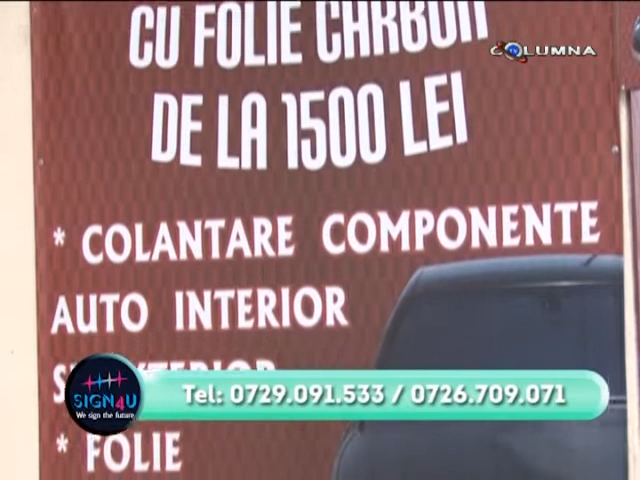 CU FOLIE CARBON
COLUMNA
TV
DE LA 1500 LEI
* COLANTARE COMPONENTE
AUTO INTERIOR
SIGN4U
We sign the future
Tel: 0729.091.533 / 0726.709.071
* FOLIE